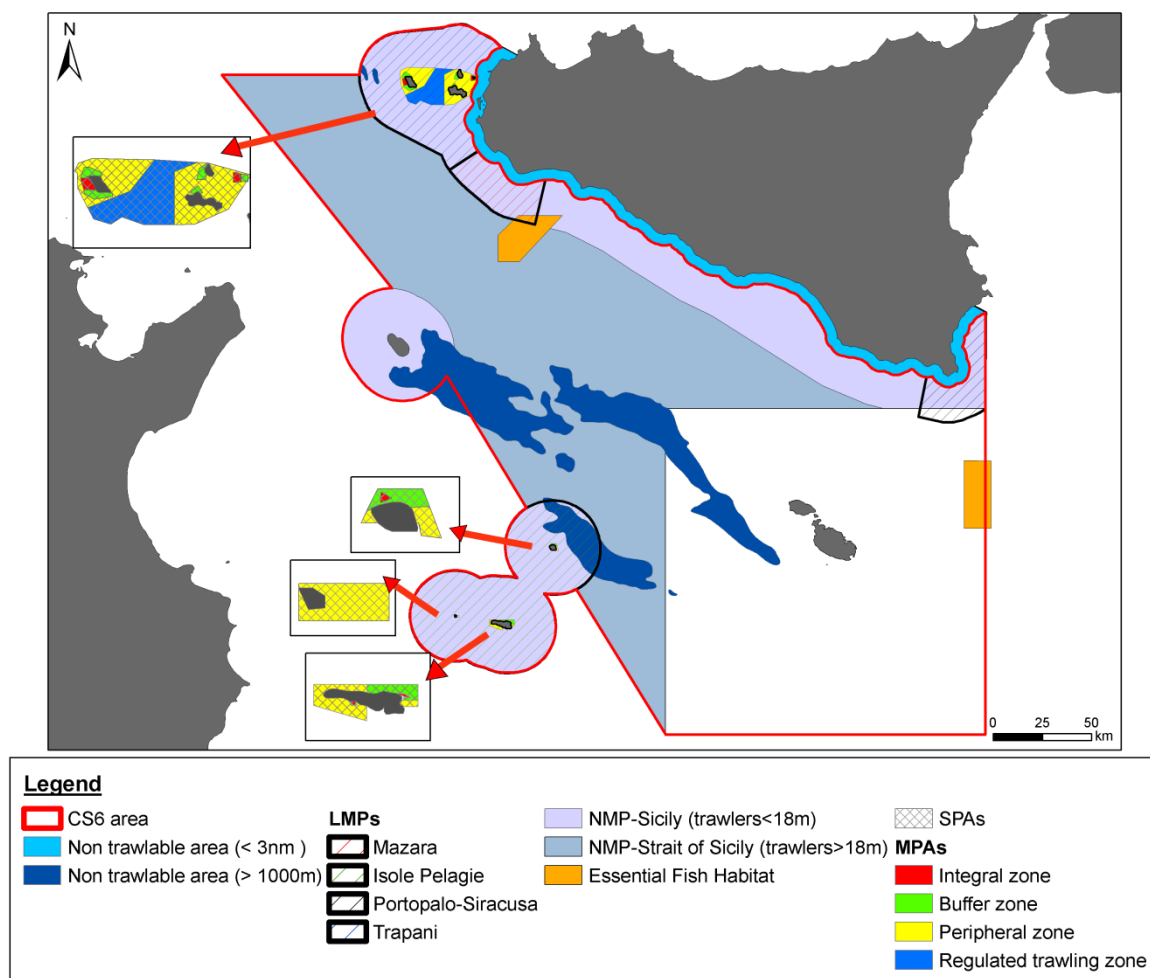 N
0 25 50
km
Legend
CS6 area
Non trawlable area (< 3nm )
Non trawlable area (> 1000m)
LMPs
Mazara
Isole Pelagie
Portopalo-Siracusa
Trapani
NMP-Sicily (trawlers<18m)
NMP-Strait of Sicily (trawlers>18m)
Essential Fish Habitat
SPAs
MPAs
Integral zone
Buffer zone
Peripheral zone
Regulated trawling zone